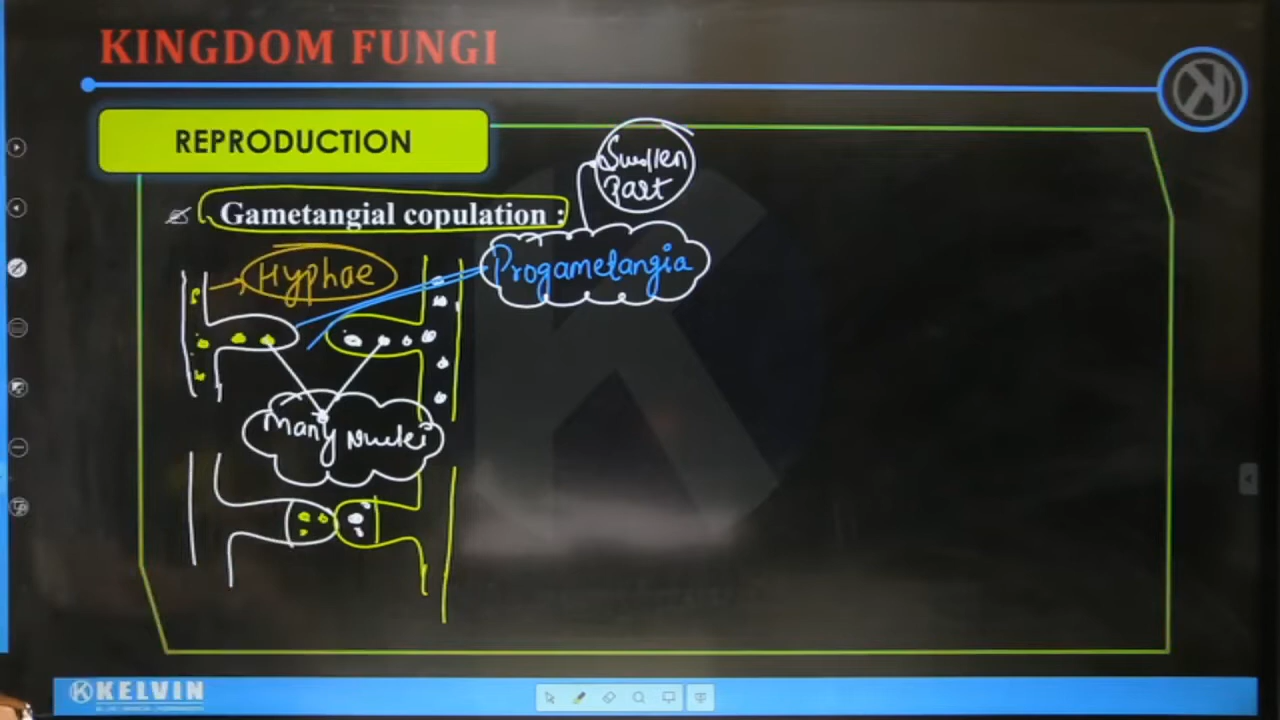 KINGDOM FUNGI
REPRODUCTION
Swollen
Part
Gametangial copulation :
Hyphae
Progametangia
Many Nuclei
KELVIN